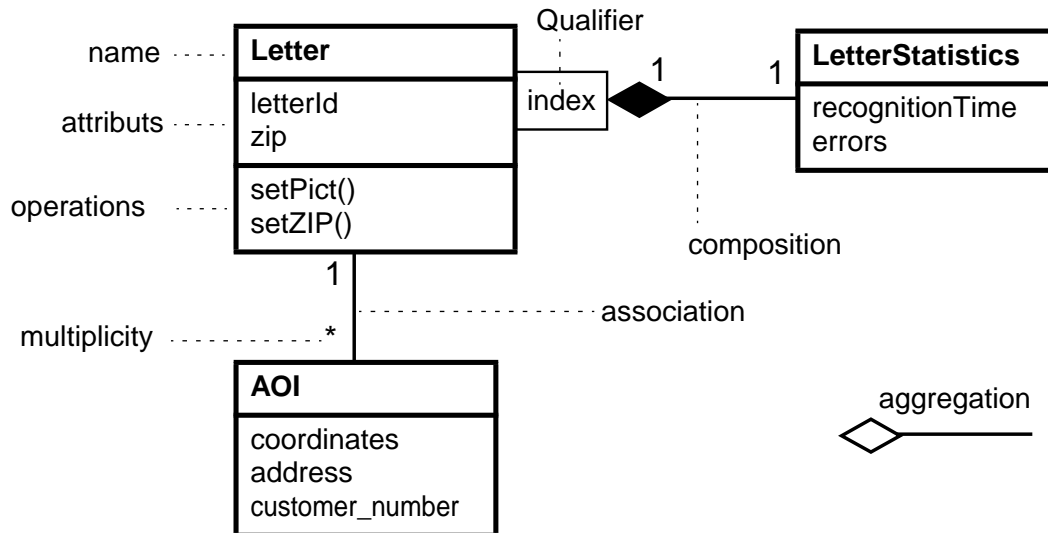 Qualifier
name
Letter
1
1
LetterStatistics
letterId
zip
index
recognitionTime
errors
attributs
operations
setPict()
setZIP()
composition
1
association
multiplicity
*
AOI
aggregation
coordinates
address
customer_number